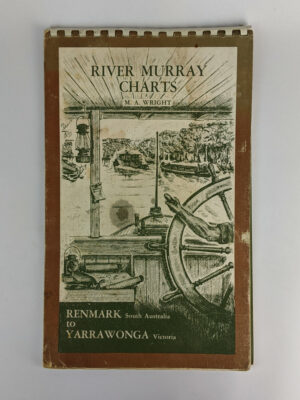 RIVER MURRAY
CHARTS
M. A. WRIGHT
RENMARK South Australia
to
YARRAWONGA Victoria